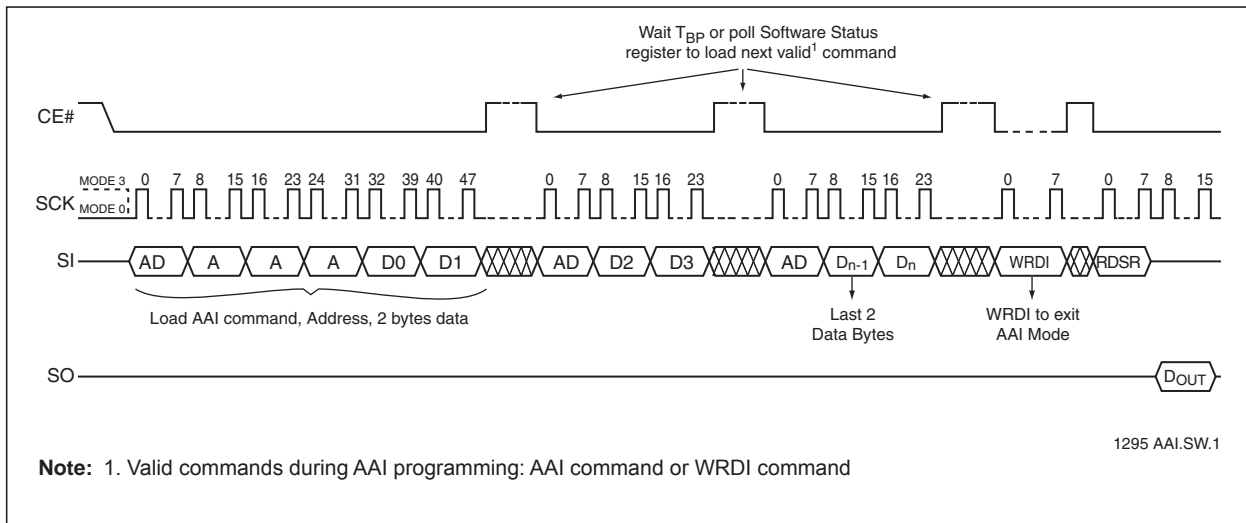 Wait TBP or poll Software Status
register to load next valid1 command
CE#
MODE 3
0 7 8 15 16 23 24 31 32 39 40 47 0 7 8 15 16 23 0 7 8 15 16 23 0 7 0 7 8 15
SCK MODE 0
SI AD A A A D0 D1 AD D2 D3 AD Dn-1 Dn WRDI RDSR
Load AAI command, Address, 2 bytes data
Last 2
Data Bytes
WRDI to exit
AAI Mode
SO
DOUT
1295 AAI.SW.1
Note: 1. Valid commands during AAI programming: AAI command or WRDI command